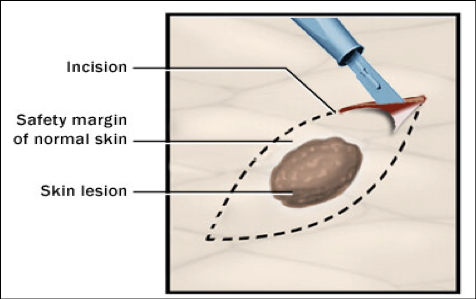 Incision
Safety margin
of normal skin
Skin lesion